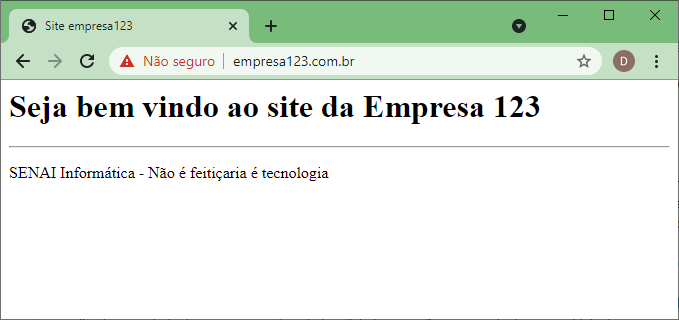 Site empresa123
Não seguro
empresa123.com.br
D
Seja bem vindo ao site da Empresa 123
SENAI Informática - Não é feitiçaria é tecnologia